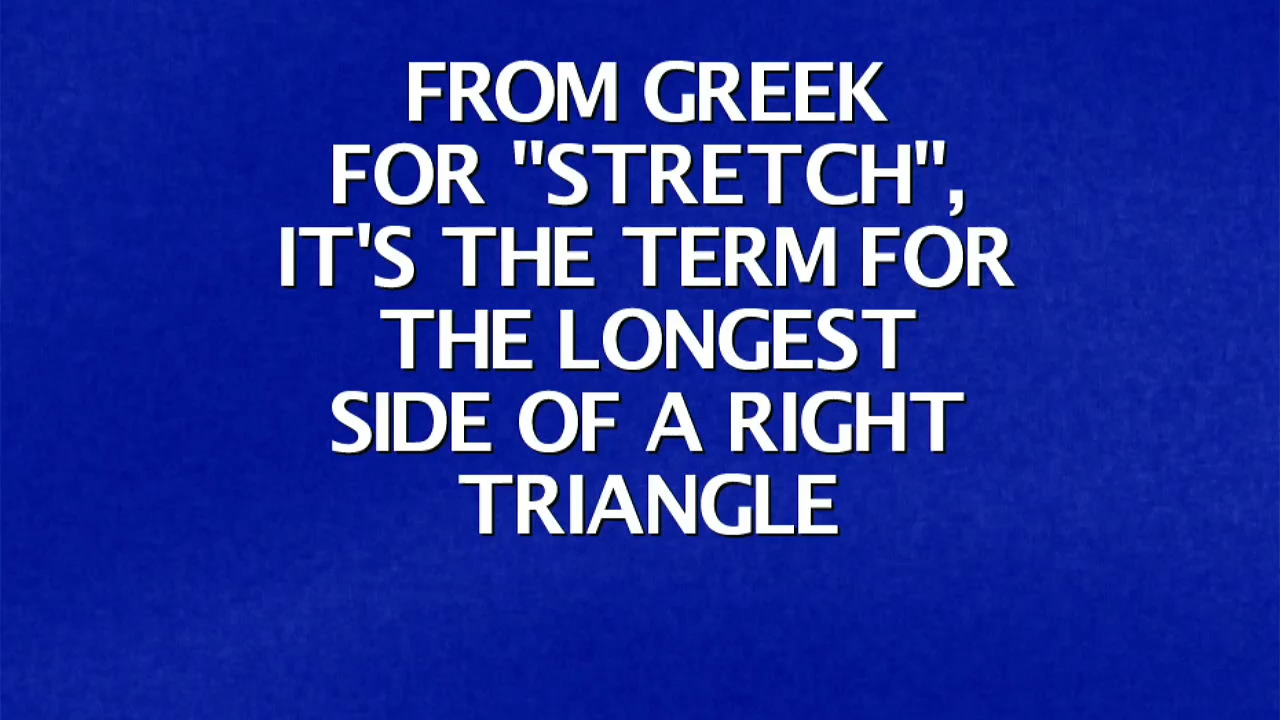 FROM GREEK
FOR "STRETCH",
IT'S THE TERM FOR
THE LONGEST
SIDE OF A RIGHT
TRIANGLE